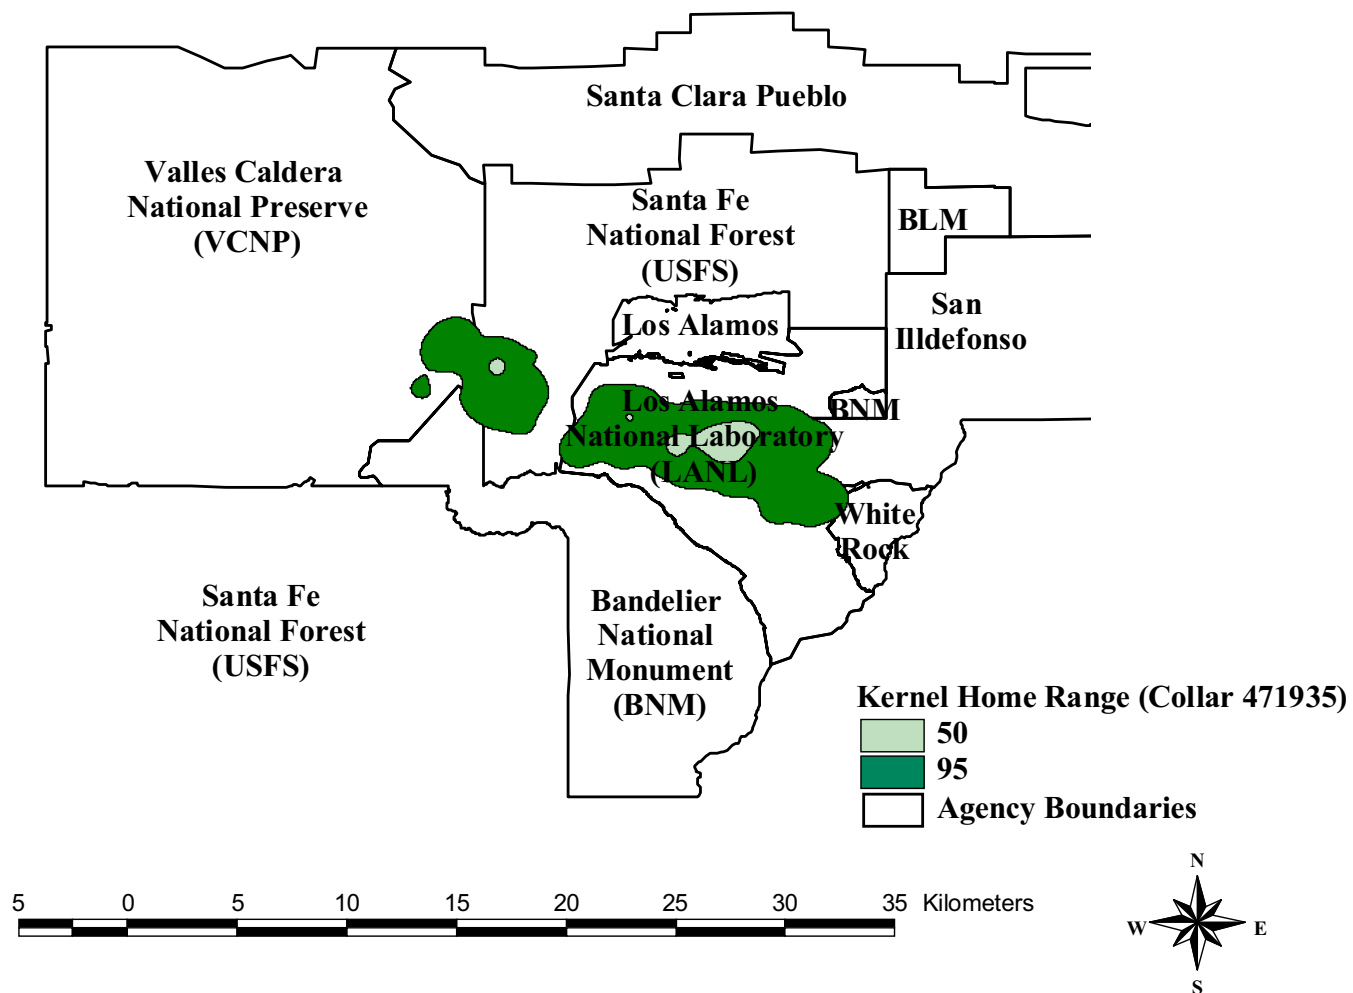 Santa Clara Pueblo
Valles Caldera
National Preserve
(VCNP)
Santa Fe
National Forest
(USFS)
BLM
San
Illdefonso
Los Alamos
Los Alamos
National Laboratory
(LANL)
BNM
White
Rock
Santa Fe
National Forest
(USFS)
Bandelier
National
Monument
(BNM)
Kernel Home Range (Collar 471935)
50
95
Agency Boundaries
5 0 5 10 15 20 25 30 35 Kilometers
N
W E
S